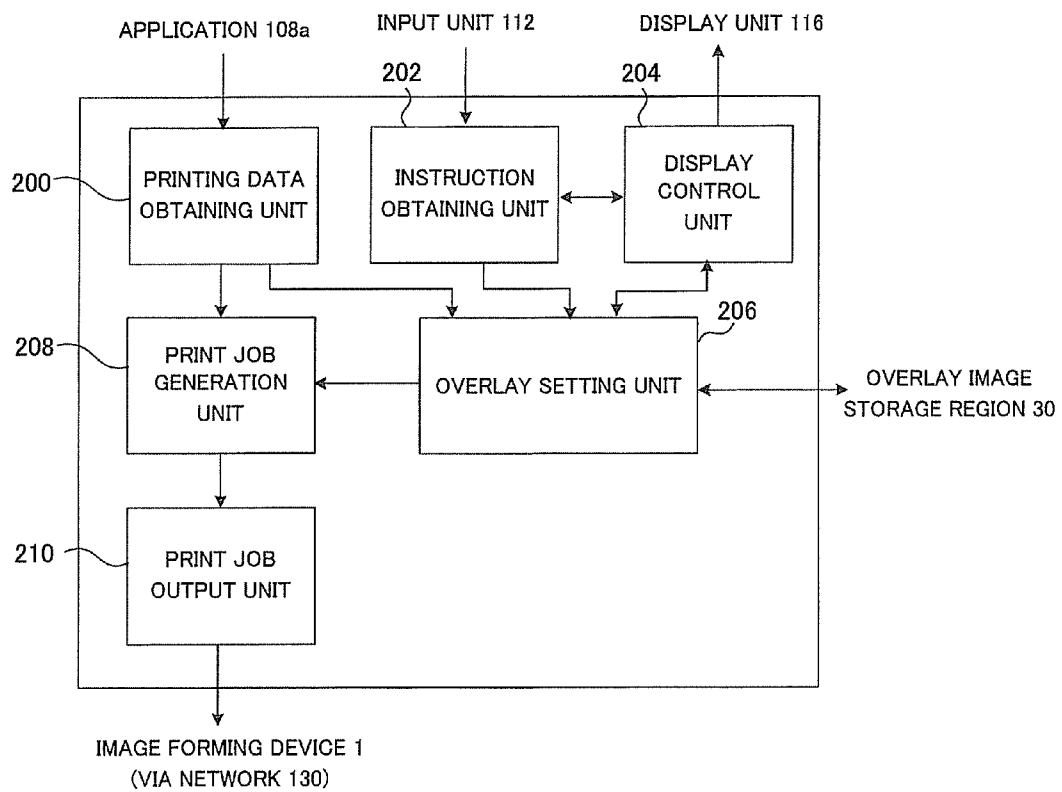 APPLICATION 108a
INPUT UNIT 112
DISPLAY UNIT 116
202
204
200
PRINTING DATA
OBTAINING UNIT
INSTRUCTION
OBTAINING UNIT
DISPLAY
CONTROL
UNIT
206
208
PRINT JOB
GENERATION
UNIT
OVERLAY SETTING UNIT
OVERLAY IMAGE
STORAGE REGION 30
210
PRINT JOB
OUTPUT UNIT
IMAGE FORMING DEVICE 1
(VIA NETWORK 130)